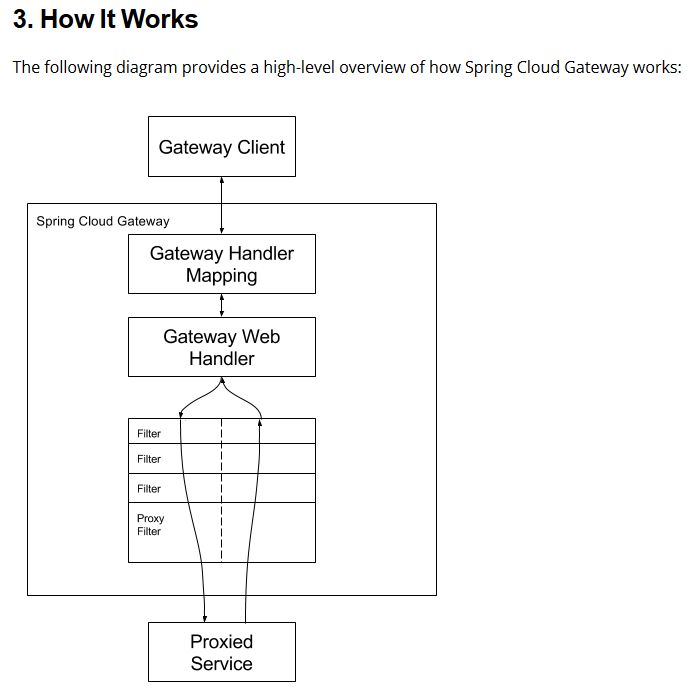 3. How It Works
The following diagram provides a high-level overview of how Spring Cloud Gateway works:
Gateway Client
Spring Cloud Gateway
Gateway Handler
Mapping
Gateway Web
Handler
Filter
Filter
Filter
Proxy
Filter
Proxied
Service